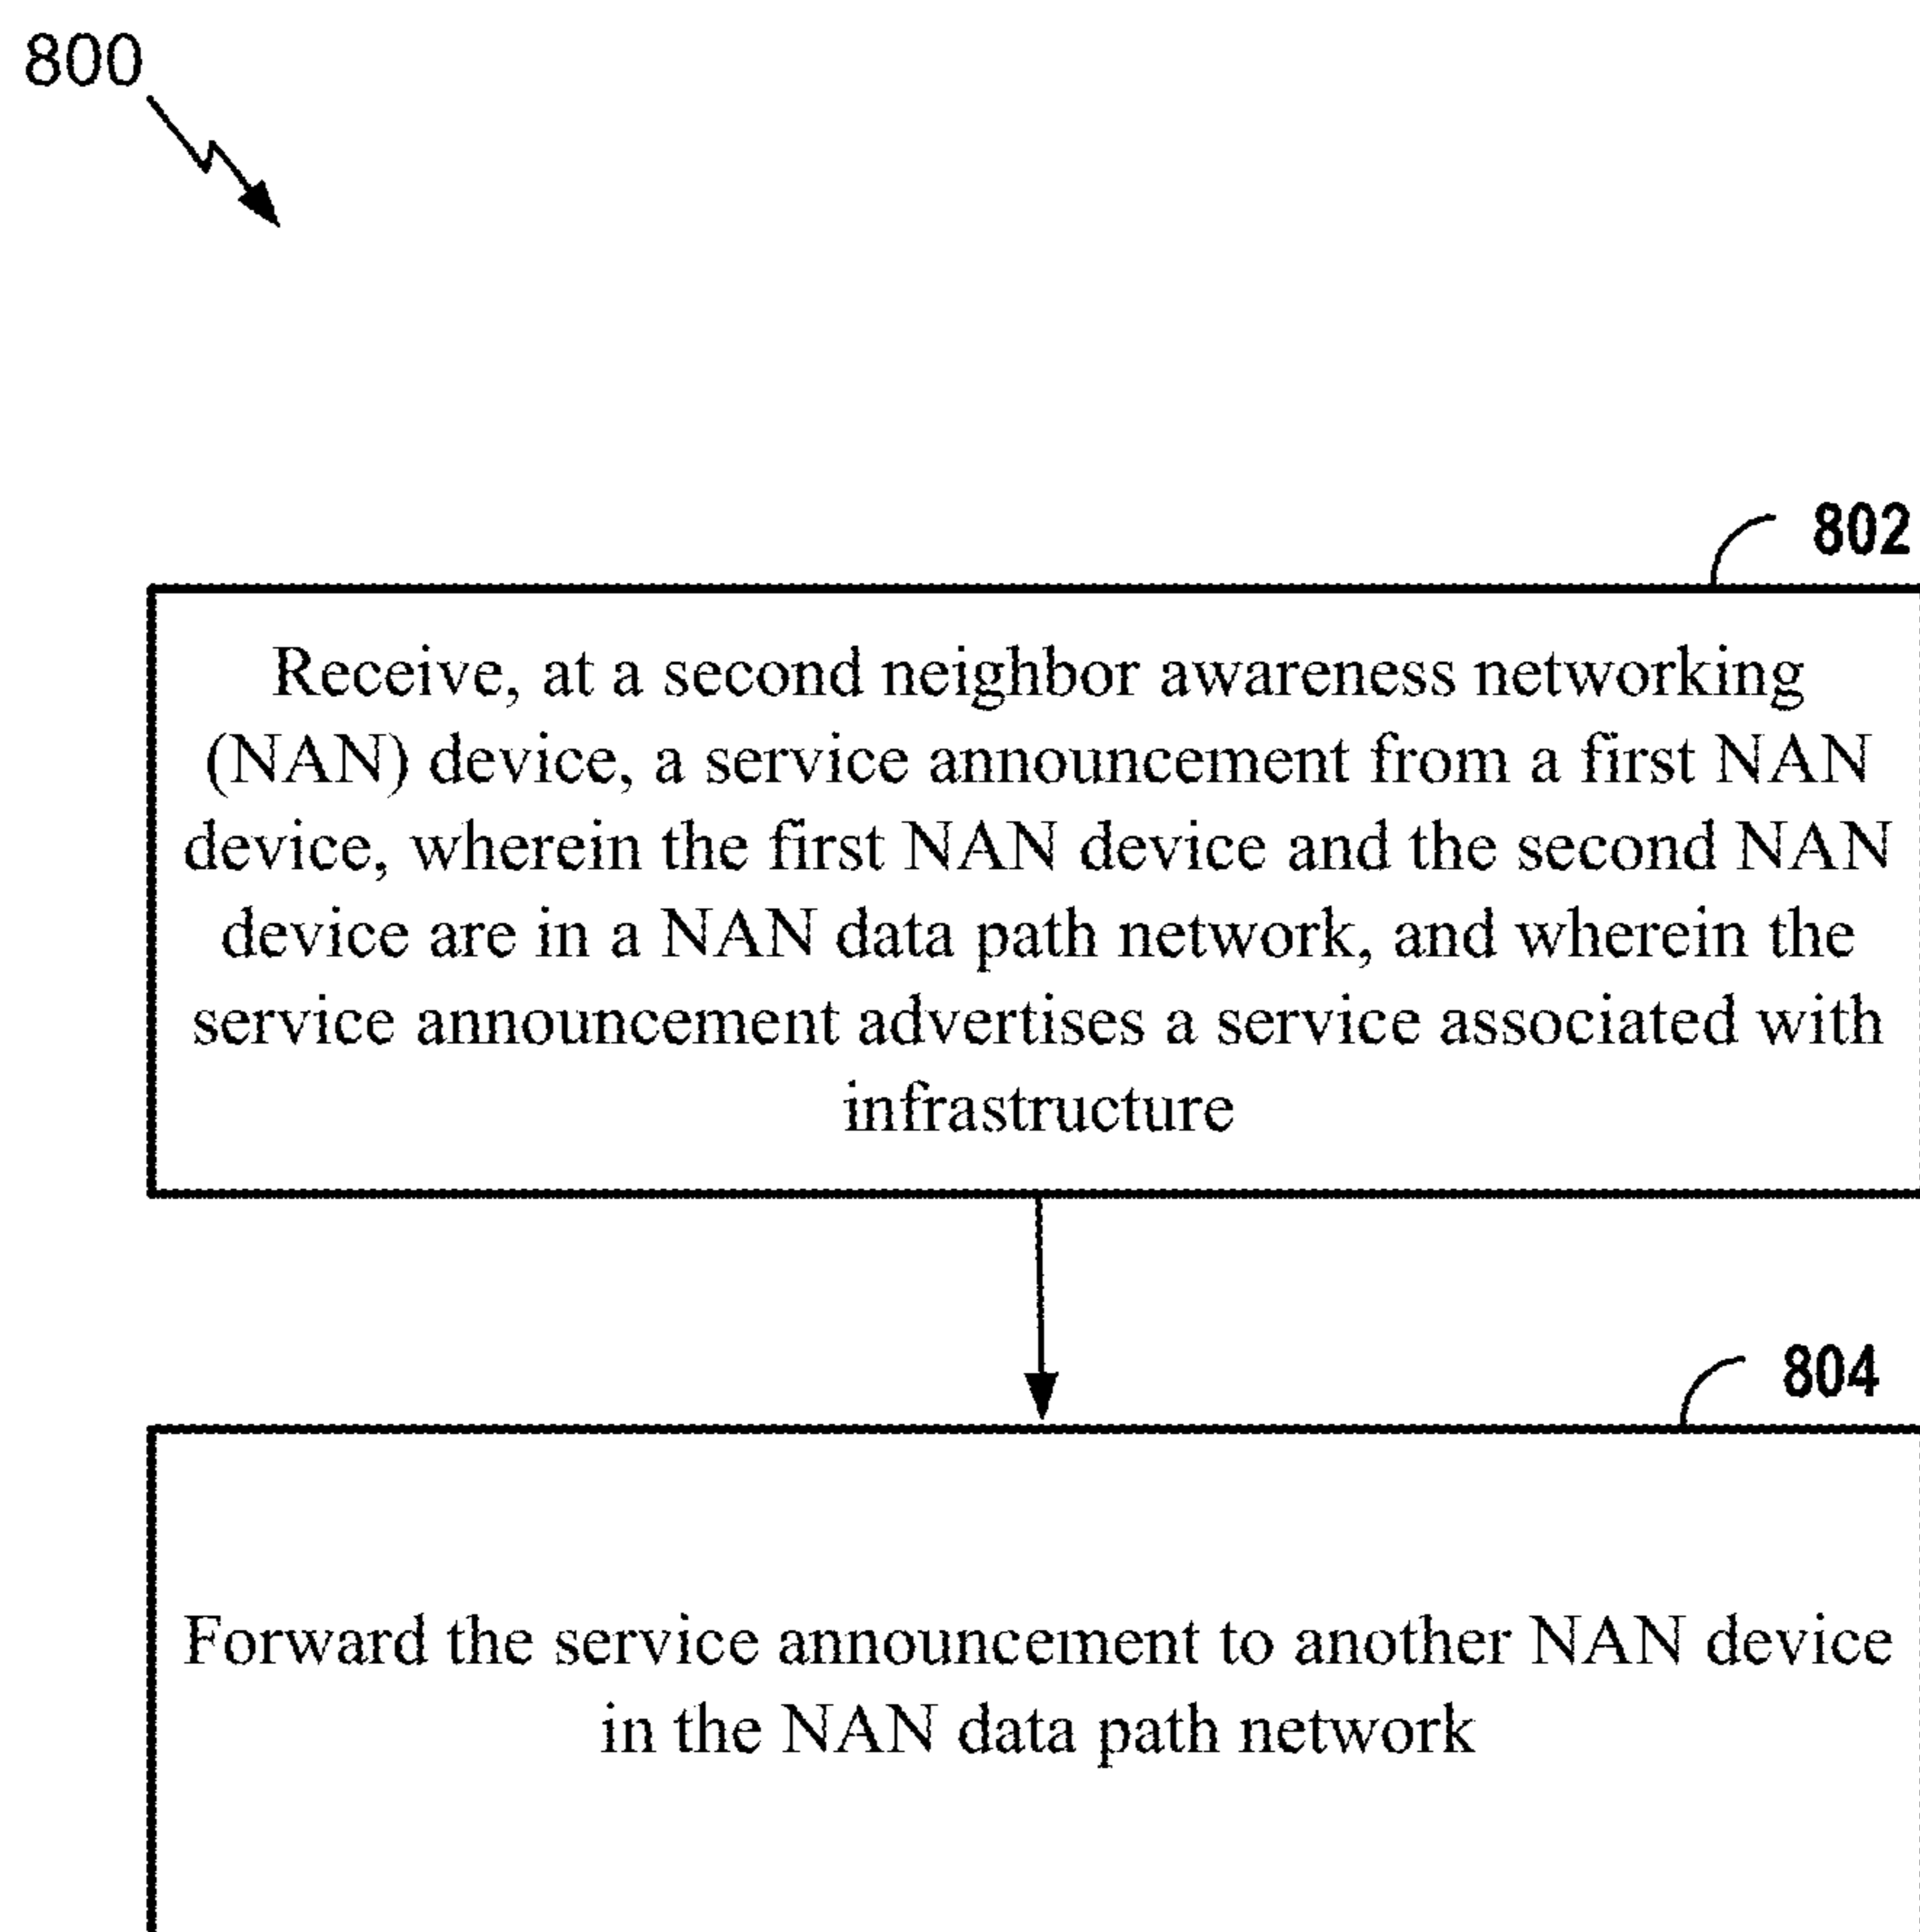 800
802
Receive, at a second neighbor awareness networking
(NAN) device, a service announcement from a first NAN
device, wherein the first NAN device and the second NAN
device are in a NAN data path network, and wherein the
service announcement advertises a service associated with
infrastructure
804
Forward the service announcement to another NAN device
in the NAN data path network